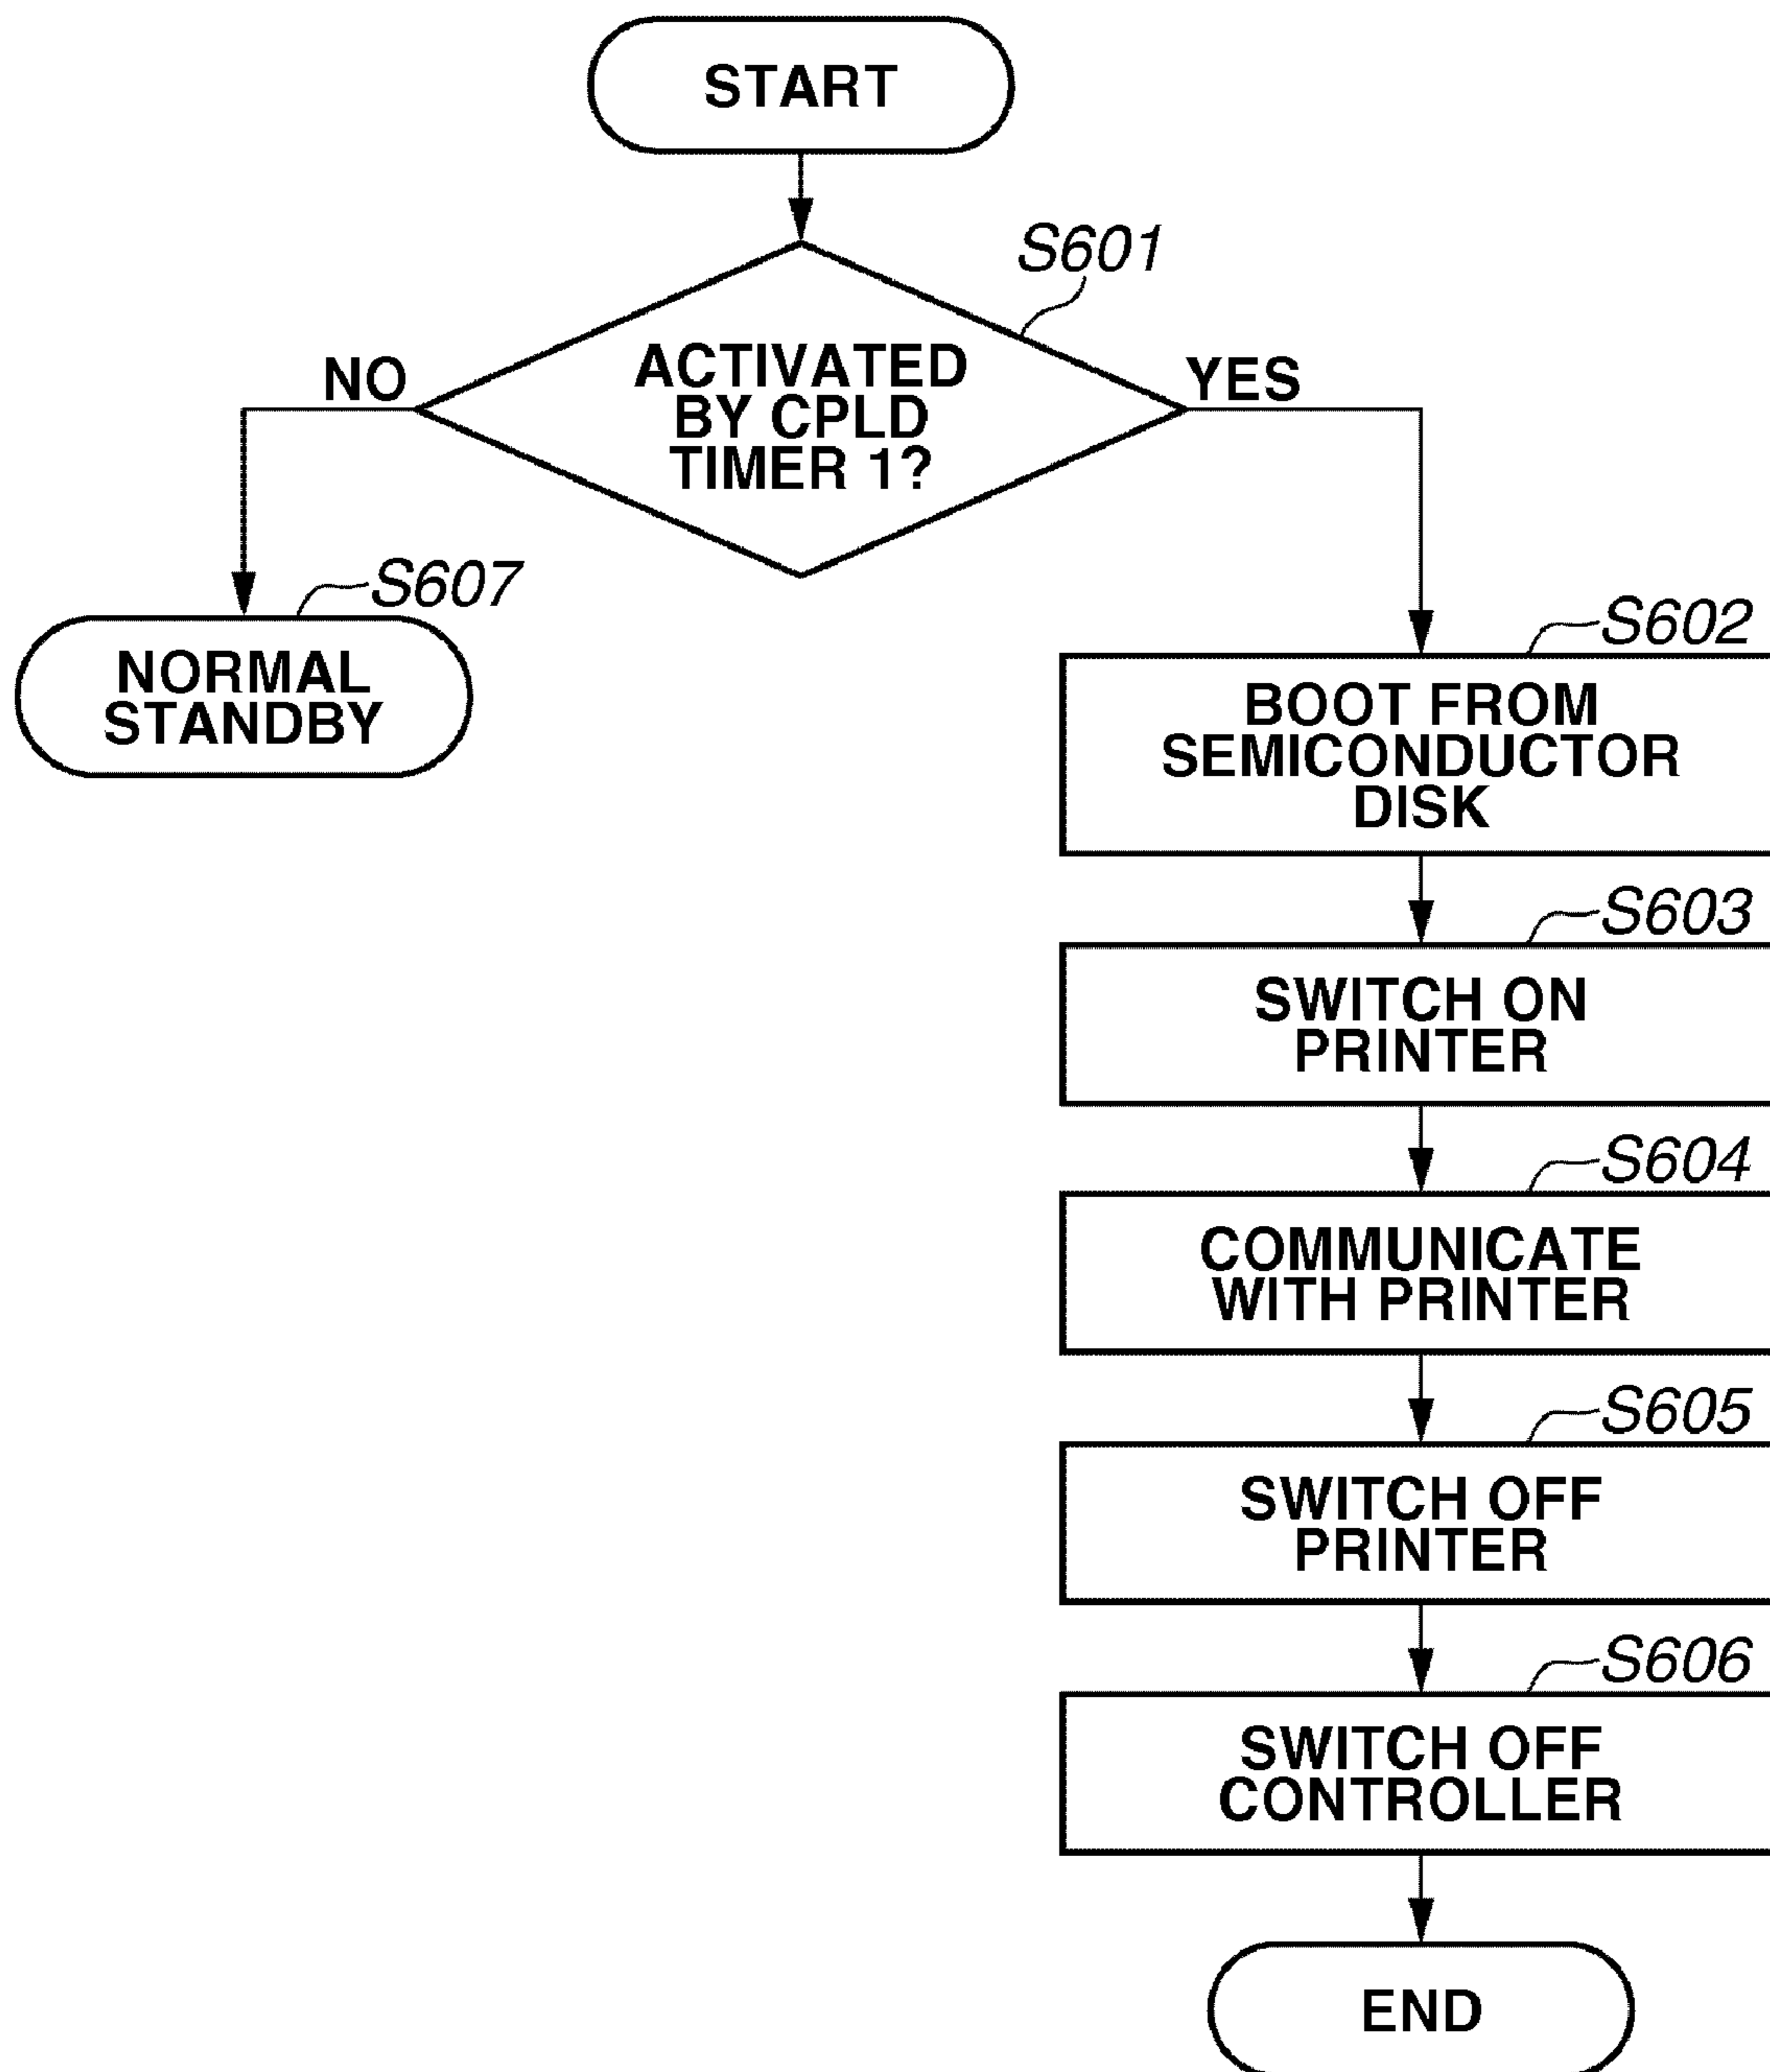 START
S601
ACTIVATED
BY CPLD
TIMER 1?
NO
YES
S607
NORMAL
STANDBY
S602
BOOT FROM
SEMICONDUCTOR
DISK
S603
SWITCH ON
PRINTER
S604
COMMUNICATE
WITH PRINTER
S605
SWITCH OFF
PRINTER
S606
SWITCH OFF
CONTROLLER
END